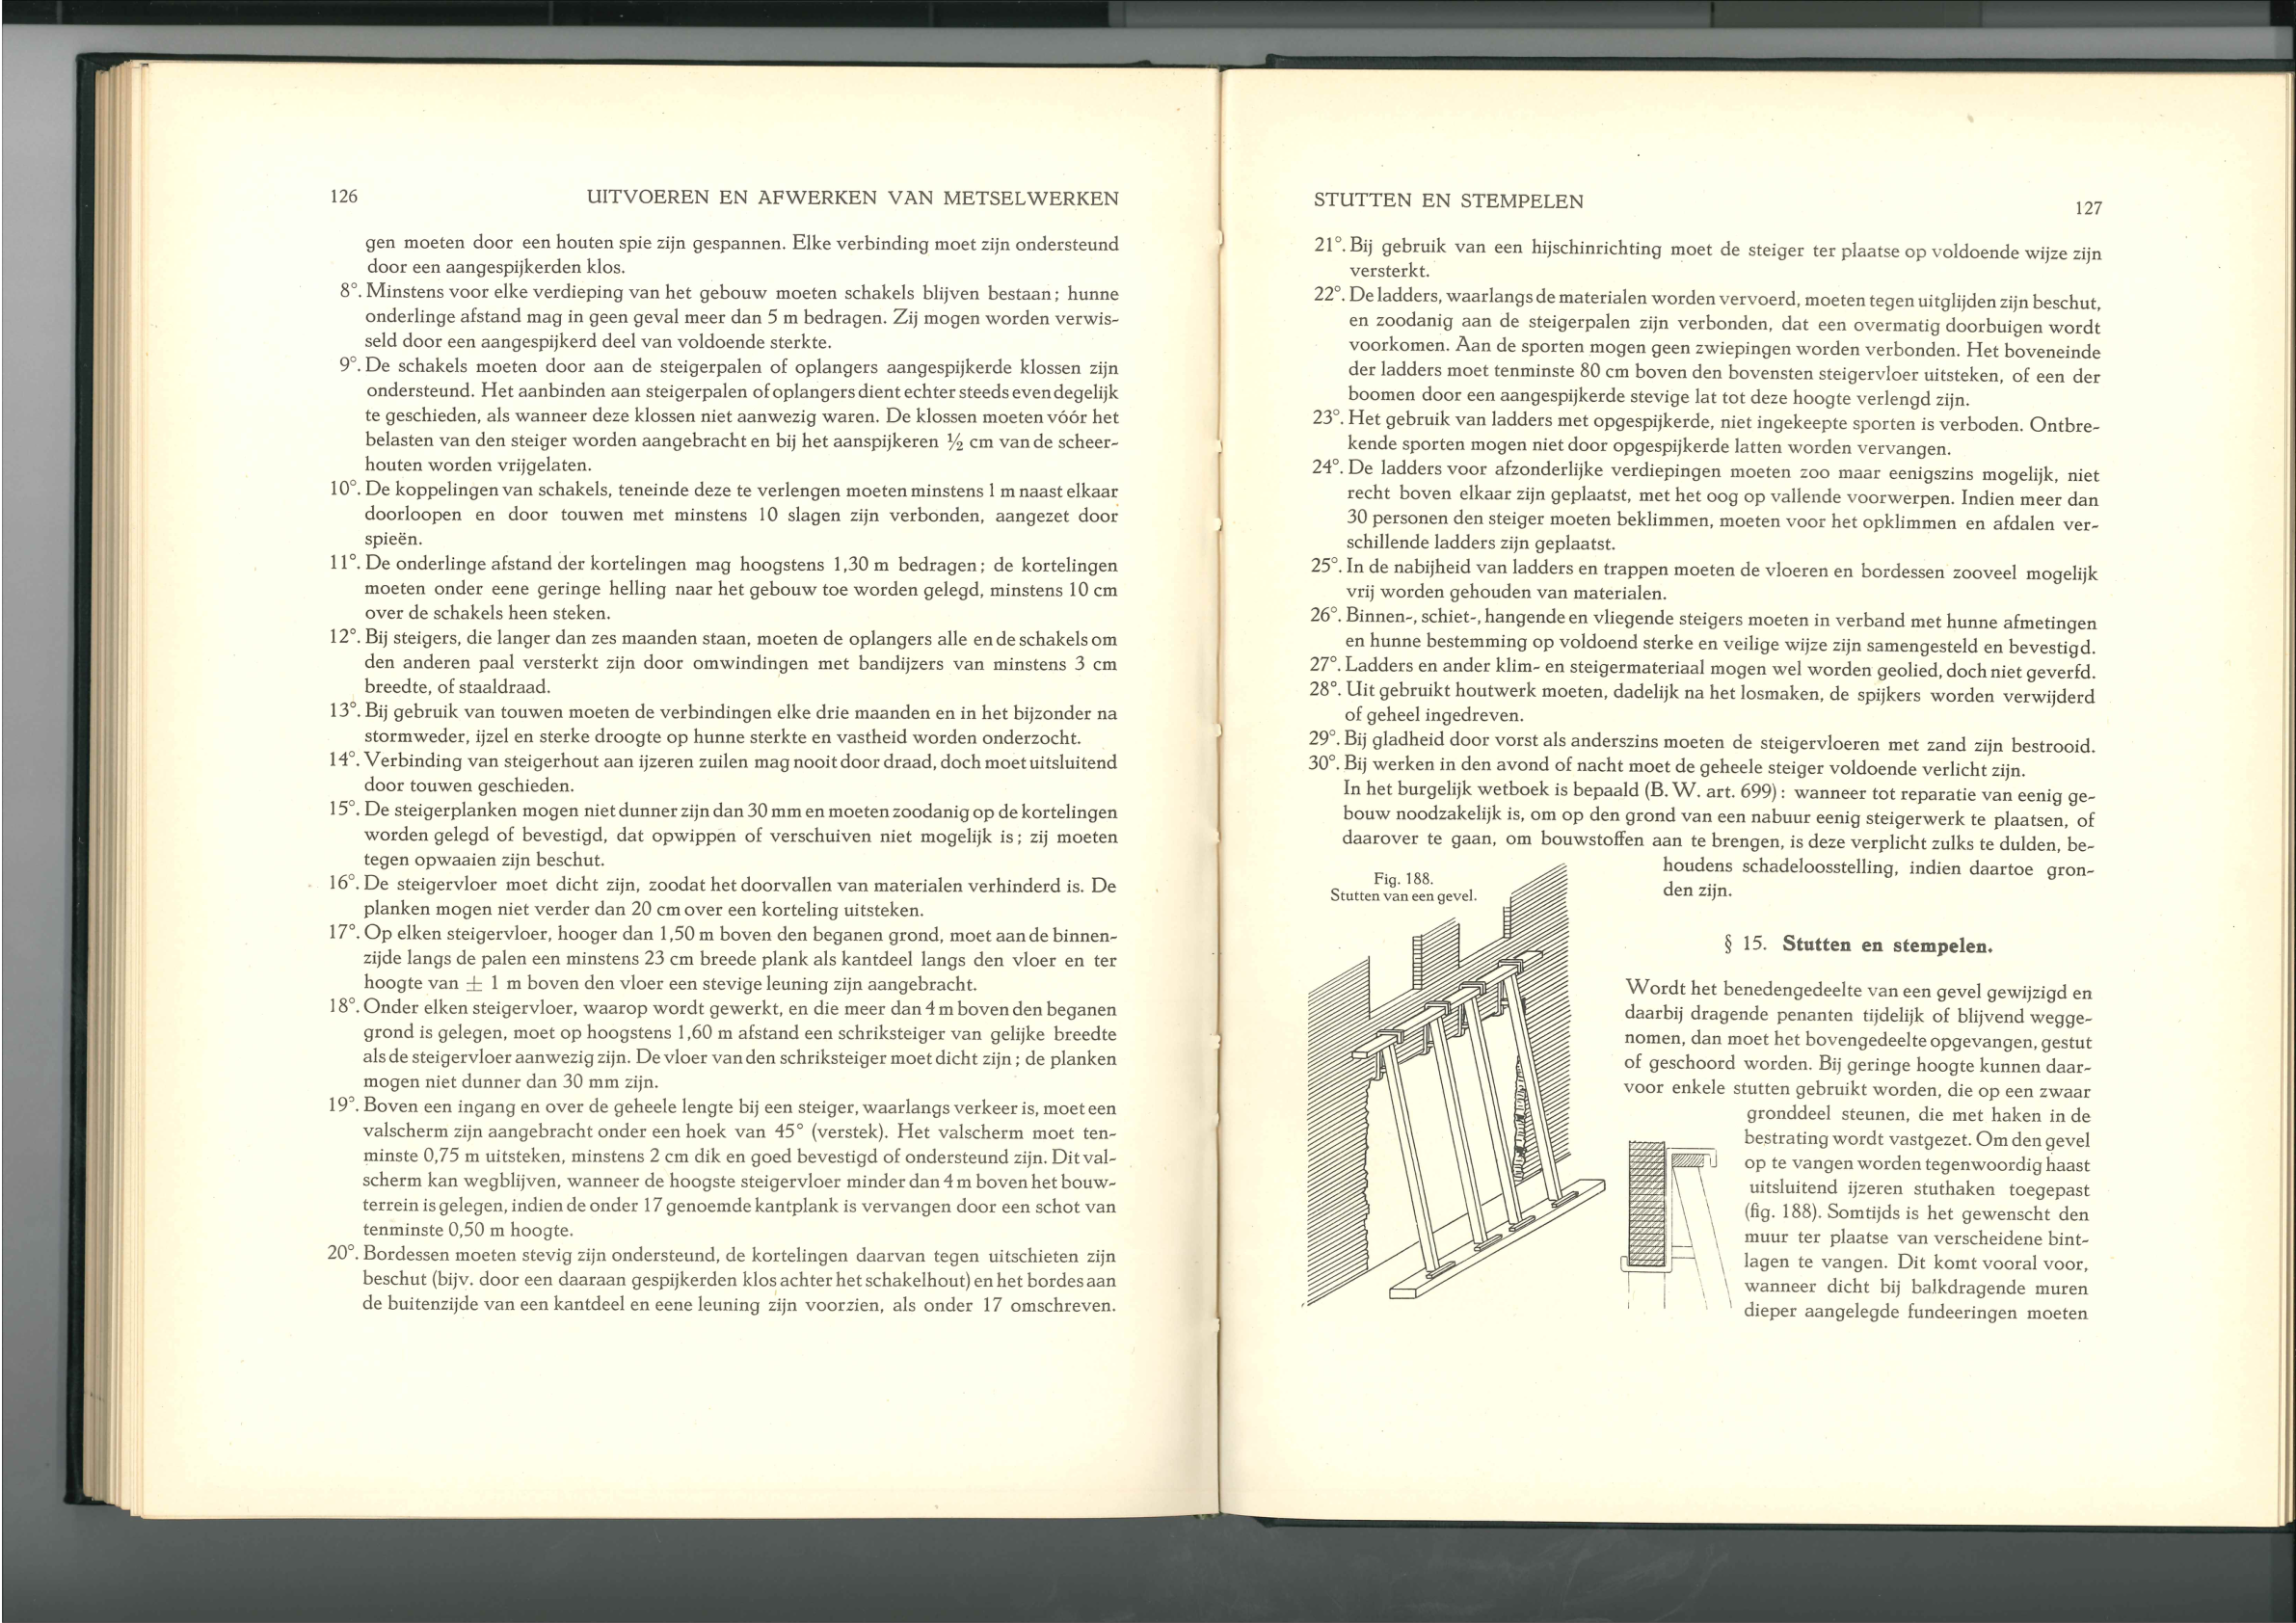 126
UITVOEREN EN AFWERKEN VAN METSELWERKEN
gen moeten door een houten spie zijn gespannen. Elke verbinding moet zijn ondersteund
door een aangespijkerden klos.
8°. Minstens voor elke verdieping van het gebouw moeten schakels blijven bestaan; hunne
onderlinge afstand mag in geen geval meer dan 5 m bedragen. Zij mogen worden verwis-
seld door een aangespijkerd deel van voldoende sterkte.
9°. De schakels moeten door aan de steigerpalen of oplangers aangespijkerde klossen zijn
ondersteund. Het aanbinden aan steigerpalen of oplangers dient echter steeds even degelijk
te geschieden, als wanneer deze klossen niet aanwezig waren. De klossen moeten vóór het
belasten van den steiger worden aangebracht en bij het aanspijkeren ½ cm van de scheer-
houten worden vrijgelaten.
10°. De koppelingen van schakels, teneinde deze te verlengen moeten minstens 1 m naast elkaar
doorloopen en door touwen met minstens 10 slagen zijn verbonden, aangezet door
spieën.
11°. De onderlinge afstand der kortelingen mag hoogstens 1,30 m bedragen; de kortelingen
moeten onder eene geringe helling naar het gebouw toe worden gelegd, minstens 10 cm
over de schakels heen steken.
12°. Bij steigers, die langer dan zes maanden staan, moeten de oplangers alle en de schakels om
den anderen paal versterkt zijn door omwindingen met bandijzers van minstens 3 cm
breedte, of staaldraad.
13°. Bij gebruik van touwen moeten de verbindingen elke drie maanden en in het bijzonder na
stormweder, ijzel en sterke droogte op hunne sterkte en vastheid worden onderzocht.
14°. Verbinding van steigerhout aan ijzeren zuilen mag nooit door draad, doch moet uitsluitend
door touwen geschieden.
15°. De steigerplanken mogen niet dunner zijn dan 30 mm en moeten zoodanig op de kortelingen
worden gelegd of bevestigd, dat opwippen of verschuiven niet mogelijk is; zij moeten
tegen opwaaien zijn beschut.
16°. De steigervloer moet dicht zijn, zoodat het doorvallen van materialen verhinderd is. De
planken mogen niet verder dan 20 cm over een korteling uitsteken.
17°. Op elken steigervloer, hooger dan 1,50 m boven den beganen grond, moet aan de binnen-
zijde langs de palen een minstens 23 cm breede plank als kantdeel langs den vloer en ter
hoogte van ± 1 m boven den vloer een stevige leuning zijn aangebracht.
18°. Onder elken steigervloer, waarop wordt gewerkt, en die meer dan 4 m boven den beganen
grond is gelegen, moet op hoogstens 1,60 m afstand een schriksteiger van gelijke breedte
als de steigervloer aanwezig zijn. De vloer van den schriksteiger moet dicht zijn; de planken
mogen niet dunner dan 30 mm zijn.
19°. Boven een ingang en over de geheele lengte bij een steiger, waarlangs verkeer is, moet een
valscherm zijn aangebracht onder een hoek van 45° (verstek). Het valscherm moet ten-
minste 0,75 m uitsteken, minstens 2 cm dik en goed bevestigd of ondersteund zijn. Dit val-
scherm kan wegblijven, wanneer de hoogste steigervloer minder dan 4 m boven het bouw-
terrein is gelegen, indien de onder 17 genoemde kantplank is vervangen door een schot van
tenminste 0,50 m hoogte.
20°. Bordessen moeten stevig zijn ondersteund, de kortelingen daarvan tegen uitschieten zijn
beschut (bijv. door een daaraan gespijkerden klos achter het schakelhout) en het bordes aan
de buitenzijde van een kantdeel en eene leuning zijn voorzien, als onder 17 omschreven.
STUTTEN EN STEMPELEN
127
21°. Bij gebruik van een hijschinrichting moet de steiger ter plaatse op voldoende wijze zijn
versterkt.
22°. De ladders, waarlangs de materialen worden vervoerd, moeten tegen uitglijden zijn beschut,
en zoodanig aan de steigerpalen zijn verbonden, dat een overmatig doorbuigen wordt
voorkomen. Aan de sporten mogen geen zwiepingen worden verbonden. Het boveneinde
der ladders moet tenminste 80 cm boven den bovensten steigervloer uitsteken, of een der
boomen door een aangespijkerde stevige lat tot deze hoogte verlengd zijn.
23°. Het gebruik van ladders met opgespijkerde, niet ingekeepte sporten is verboden. Ontbre-
kende sporten mogen niet door opgespijkerde latten worden vervangen.
24°. De ladders voor afzonderlijke verdiepingen moeten zoo maar eenigszins mogelijk, niet
recht boven elkaar zijn geplaatst, met het oog op vallende voorwerpen. Indien meer dan
30 personen den steiger moeten beklimmen, moeten voor het opklimmen en afdalen ver-
schillende ladders zijn geplaatst.
25°. In de nabijheid van ladders en trappen moeten de vloeren en bordessen zooveel mogelijk
vrij worden gehouden van materialen.
26°. Binnen-, schiet-, hangende en vliegende steigers moeten in verband met hunne afmetingen
en hunne bestemming op voldoend sterke en veilige wijze zijn samengesteld en bevestigd.
27°. Ladders en ander klim- en steigermateriaal mogen wel worden geolied, doch niet geverfd.
28°. Uit gebruikt houtwerk moeten, dadelijk na het losmaken, de spijkers worden verwijderd
of geheel ingedreven.
29°. Bij gladheid door vorst als anderszins moeten de steigervloeren met zand zijn bestrooid.
30°. Bij werken in den avond of nacht moet de geheele steiger voldoende verlicht zijn.
In het burgelijk wetboek is bepaald (B. W. art. 699): wanneer tot reparatie van eenig ge-
bouw noodzakelijk is, om op den grond van een nabuur eenig steigerwerk te plaatsen, of
daarover te gaan, om bouwstoffen aan te brengen, is deze verplicht zulks te dulden, be-
houdens schadeloosstelling, indien daartoe gron-
den zijn.
Fig. 188.
Stutten van een gevel.
§ 15. Stutten en stempelen.
Wordt het benedengedeelte van een gevel gewijzigd en
daarbij dragende penanten tijdelijk of blijvend wegge-
nomen, dan moet het bovengedeelte opgevangen, gestut
of geschoord worden. Bij geringe hoogte kunnen daar-
voor enkele stutten gebruikt worden, die op een zwaar
gronddeel steunen, die met haken in de
bestrating wordt vastgezet. Om den gevel
op te vangen worden tegenwoordig haast
uitsluitend ijzeren stuthaken toegepast
(fig. 188). Somtijds is het gewenscht den
muur ter plaatse van verscheidene bint-
lagen te vangen. Dit komt vooral voor,
wanneer dicht bij balkdragende muren
dieper aangelegde fundeeringen moeten